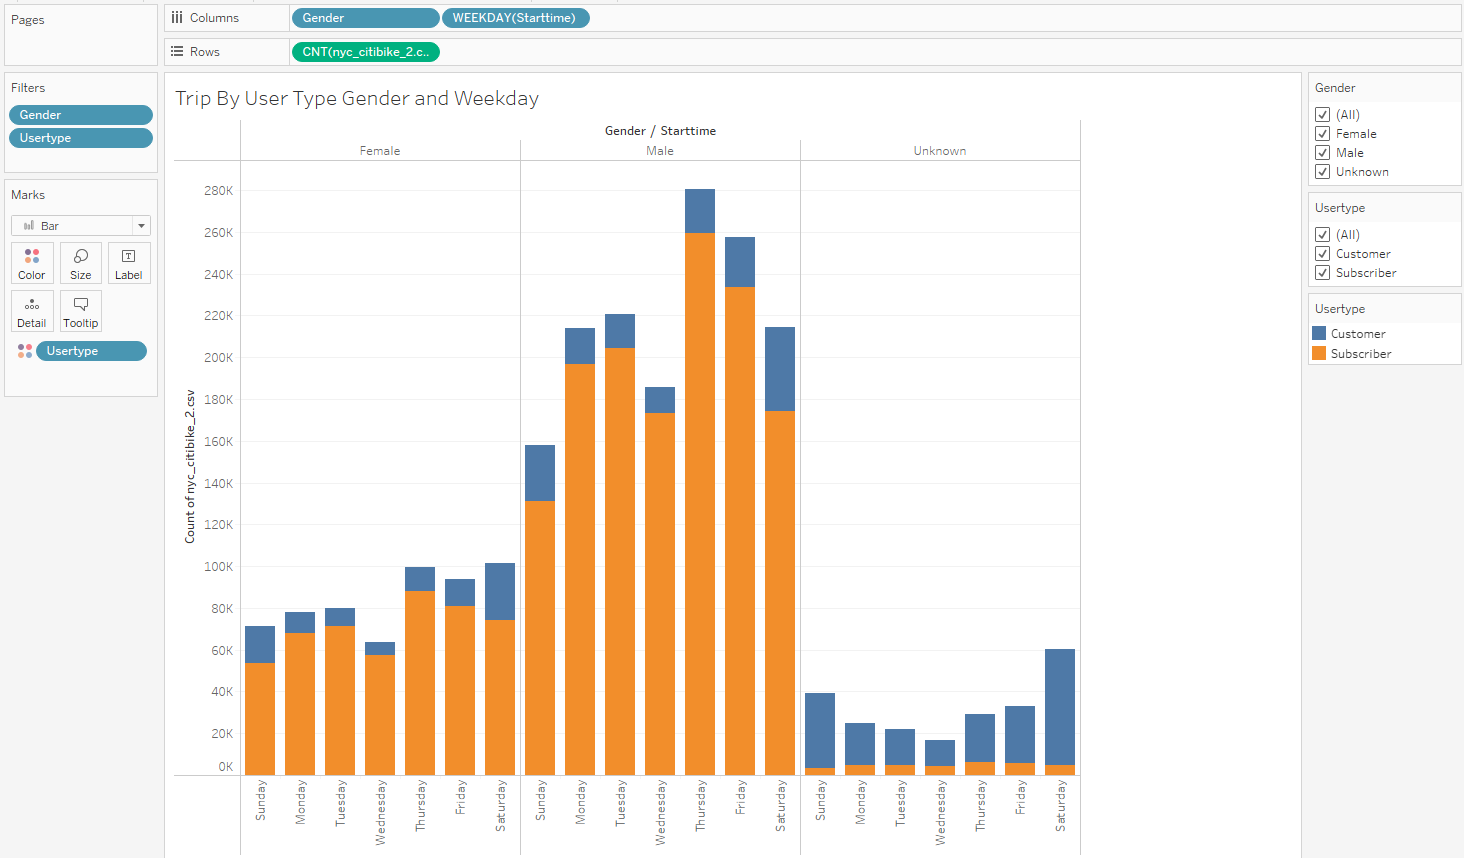 Pages
Columns
Gender
WEEKDAY(Starttime)
Rows
CNT(nyc_citibike_2.c..
Filters
Gender
Usertype
Marks
Bar
Color
Size
Label
Detail
Tooltip
Usertype
Trip By User Type Gender and Weekday
Gender / Starttime
Female
Male
Unknown
Count of nyc_citibike_2.csv
280K
260K
240K
220K
200K
180K
160K
140K
120K
100K
80K
60K
40K
20K
0K
Sunday
Monday
Tuesday
Wednesday
Thursday
Friday
Saturday
Sunday
Monday
Tuesday
Wednesday
Thursday
Friday
Saturday
Sunday
Monday
Tuesday
Wednesday
Thursday
Friday
Saturday
Gender
(All)
Female
Male
Unknown
Usertype
(All)
Customer
Subscriber
Usertype
Customer
Subscriber